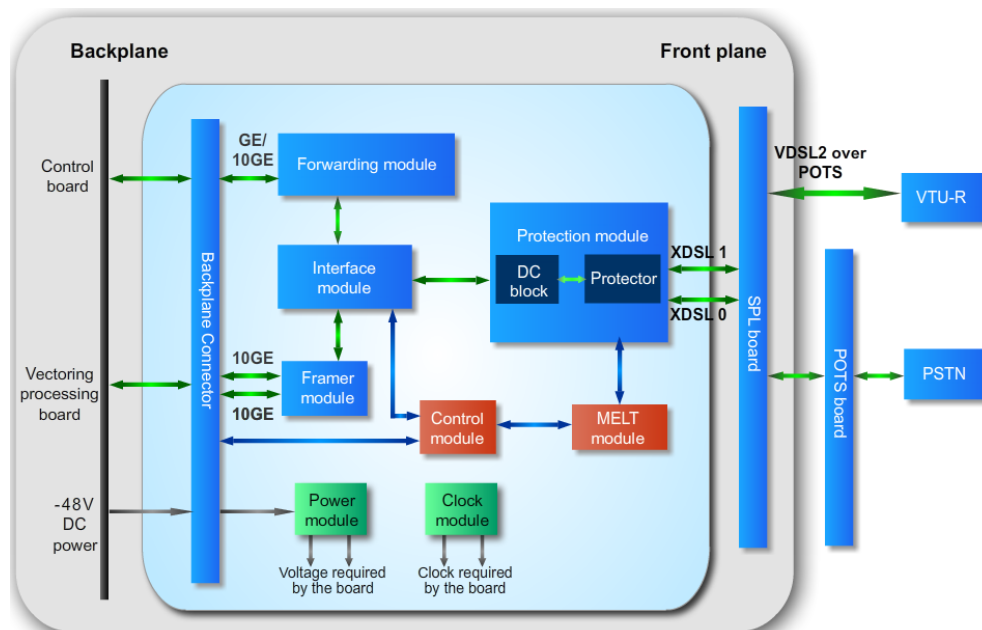 Backplane
Front plane
GE/
10GE
Forwarding module
VDSL2 over
POTS
Control
board
VTU-R
Protection module
Interface
module
DC
block
Protector
XDSL 1
XDSL 0
Backplane Connector
SPL board
POTS board
10GE
Framer
module
10GE
Vectoring
processing
board
PSTN
Control
module
MELT
module
-48V
DC
power
Power
module
Clock
module
Voltage required
by the board
Clock required
by the board